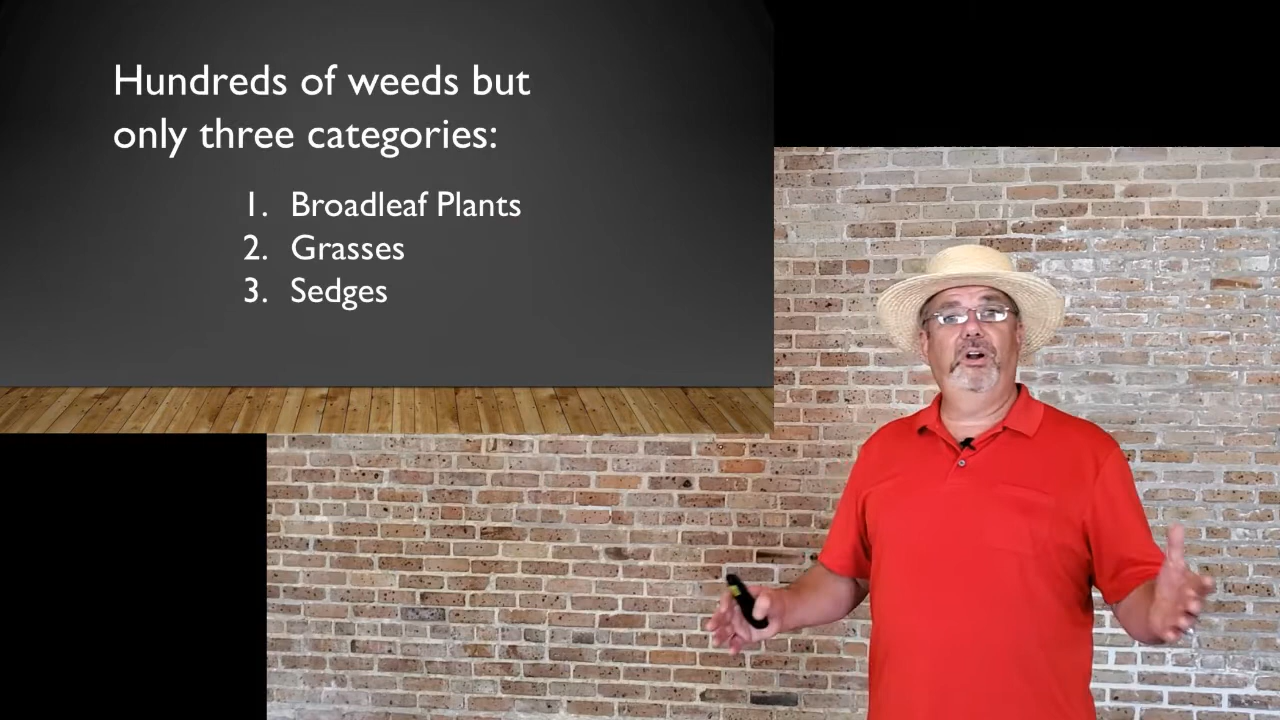 Hundreds of weeds but
only three categories:
1. Broadleaf Plants
2. Grasses
3. Sedges